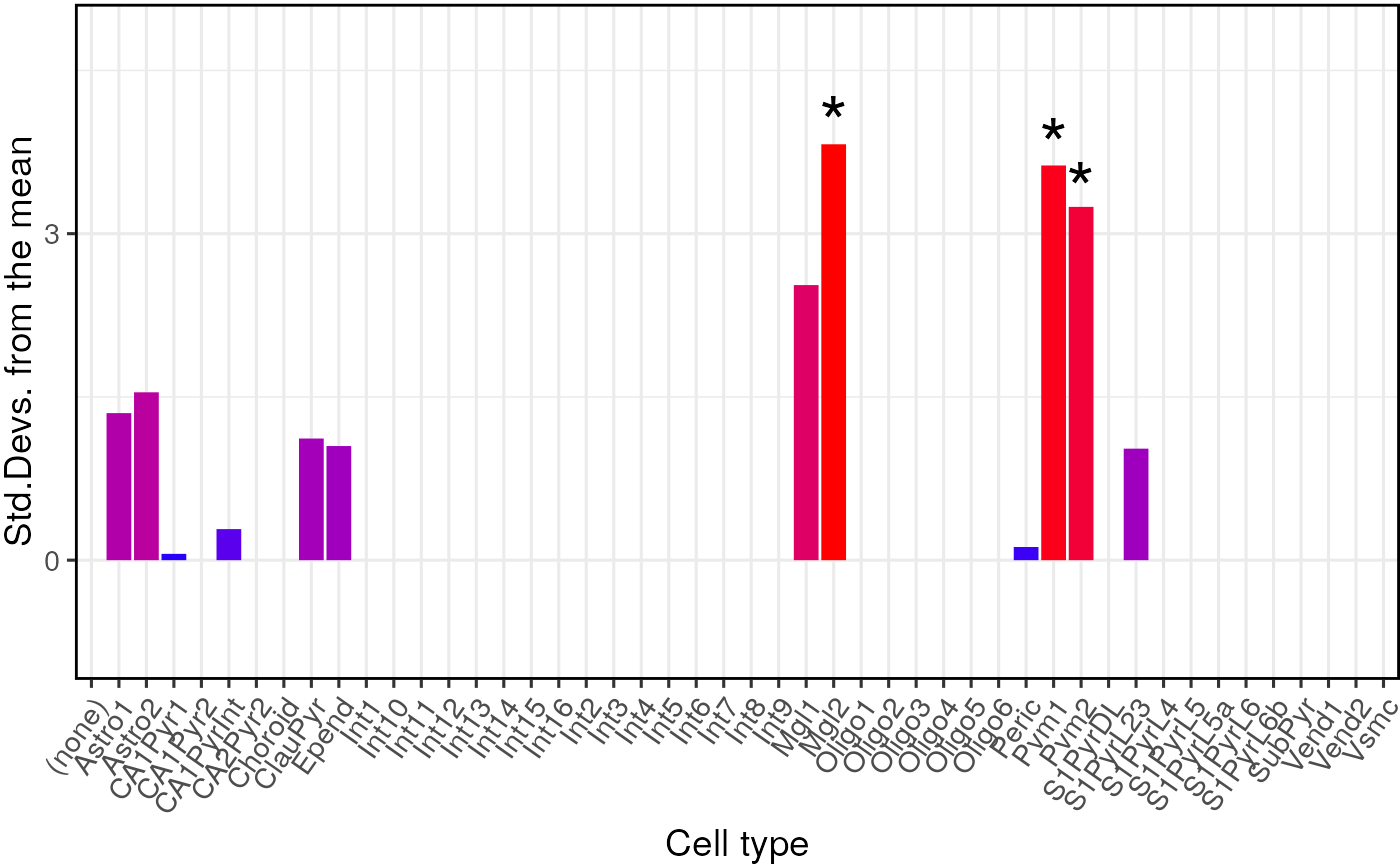 Std.Devs. from the mean
*
*
*
3
0
(none)
Astro1
Astro2
CA1Pyr1
CA1Pyr2
CA1PyrInt
CA2Pyr2
Choroid
ClauPyr
Epend
Int1
Int10
Int11
Int12
Int13
Int14
Int15
Int16
Int2
Int3
Int4
Int5
Int6
Int7
Int8
Int9
Mgl1
Mgl2
Oligo1
Oligo2
Oligo3
Oligo4
Oligo5
Oligo6
Peric
Pvm1
Pvm2
S1PyrDL
S1PyrL23
S1PyrL4
S1PyrL5
S1PyrL5a
S1PyrL6
S1PyrL6b
SubPyr
Vend1
Vend2
Vsmc
Cell type